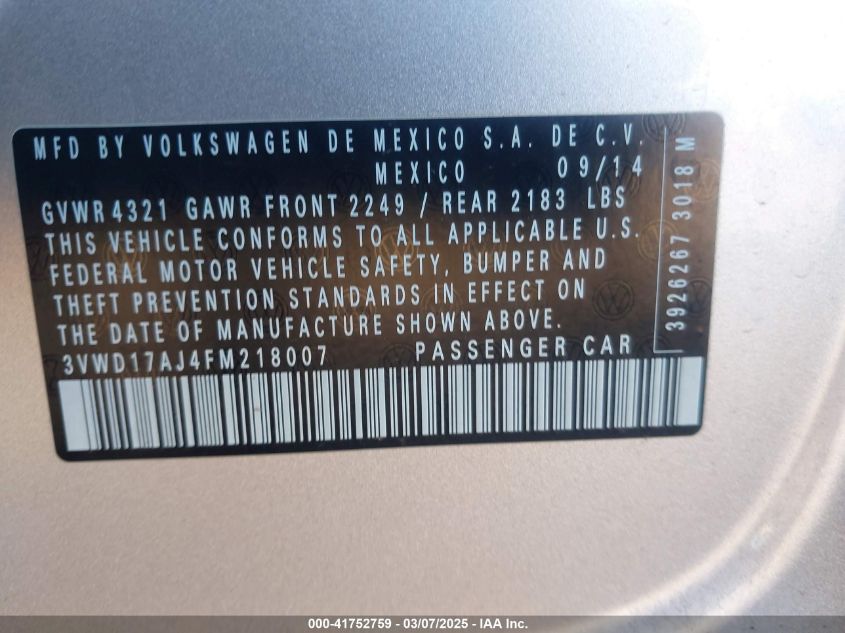 MFD BY VOLKSWAGEN DE MEXICO S.A. DE C.V.
MEXICO 09/14
GVWR4321 GAWR FRONT 2249 / REAR 2183 LBS
THIS VEHICLE CONFORMS TO ALL APPLICABLE U.S.
FEDERAL MOTOR VEHICLE SAFETY, BUMPER AND
THEFT PREVENTION STANDARDS IN EFFECT ON
THE DATE OF MANUFACTURE SHOWN ABOVE.
3VWD17AJ4FM218007 PASSENGER CAR
3926267 3018 M
000-41752759 - 03/07/2025 - IAA Inc.